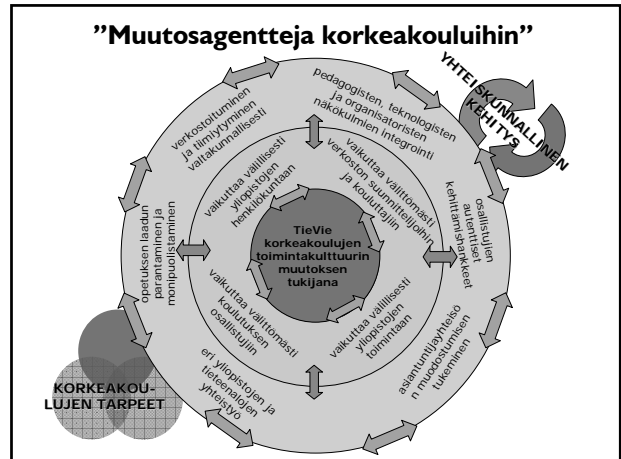 ”Muutosagentteja korkeakouluihin”
verkostoituminen
ja tiimiytyminen
valtakunnallisesti
pedagogisten, teknologisten
ja organisatoristen
näkökulmien integrointi
YHTEISKUNNALLINEN
KEHITYS
vaikuttaa välillisesti
yliopistojen
henkilökuntaan
vaikuttaa välittömästi
verkoston suunnittelijoihin
ja kouluttajiin
opetuksen laadun
parantaminen ja
monipuolistaminen
TieVie
korkeakoulujen
toimintakulttuurin
muutoksen
tukijana
osallistujien
autenttiset
kehittämishankkeet
vaikuttaa välittömästi
koulutuksen
osallistujiin
vaikuttaa välillisesti
yliopistojen
toimintaan
asiantuntijayhteisö
n muodostumisen
tukeminen
KORKEAKOU-
LUJEN TARPEET
eri yliopistojen ja
tieteenalojen
yhteistyö